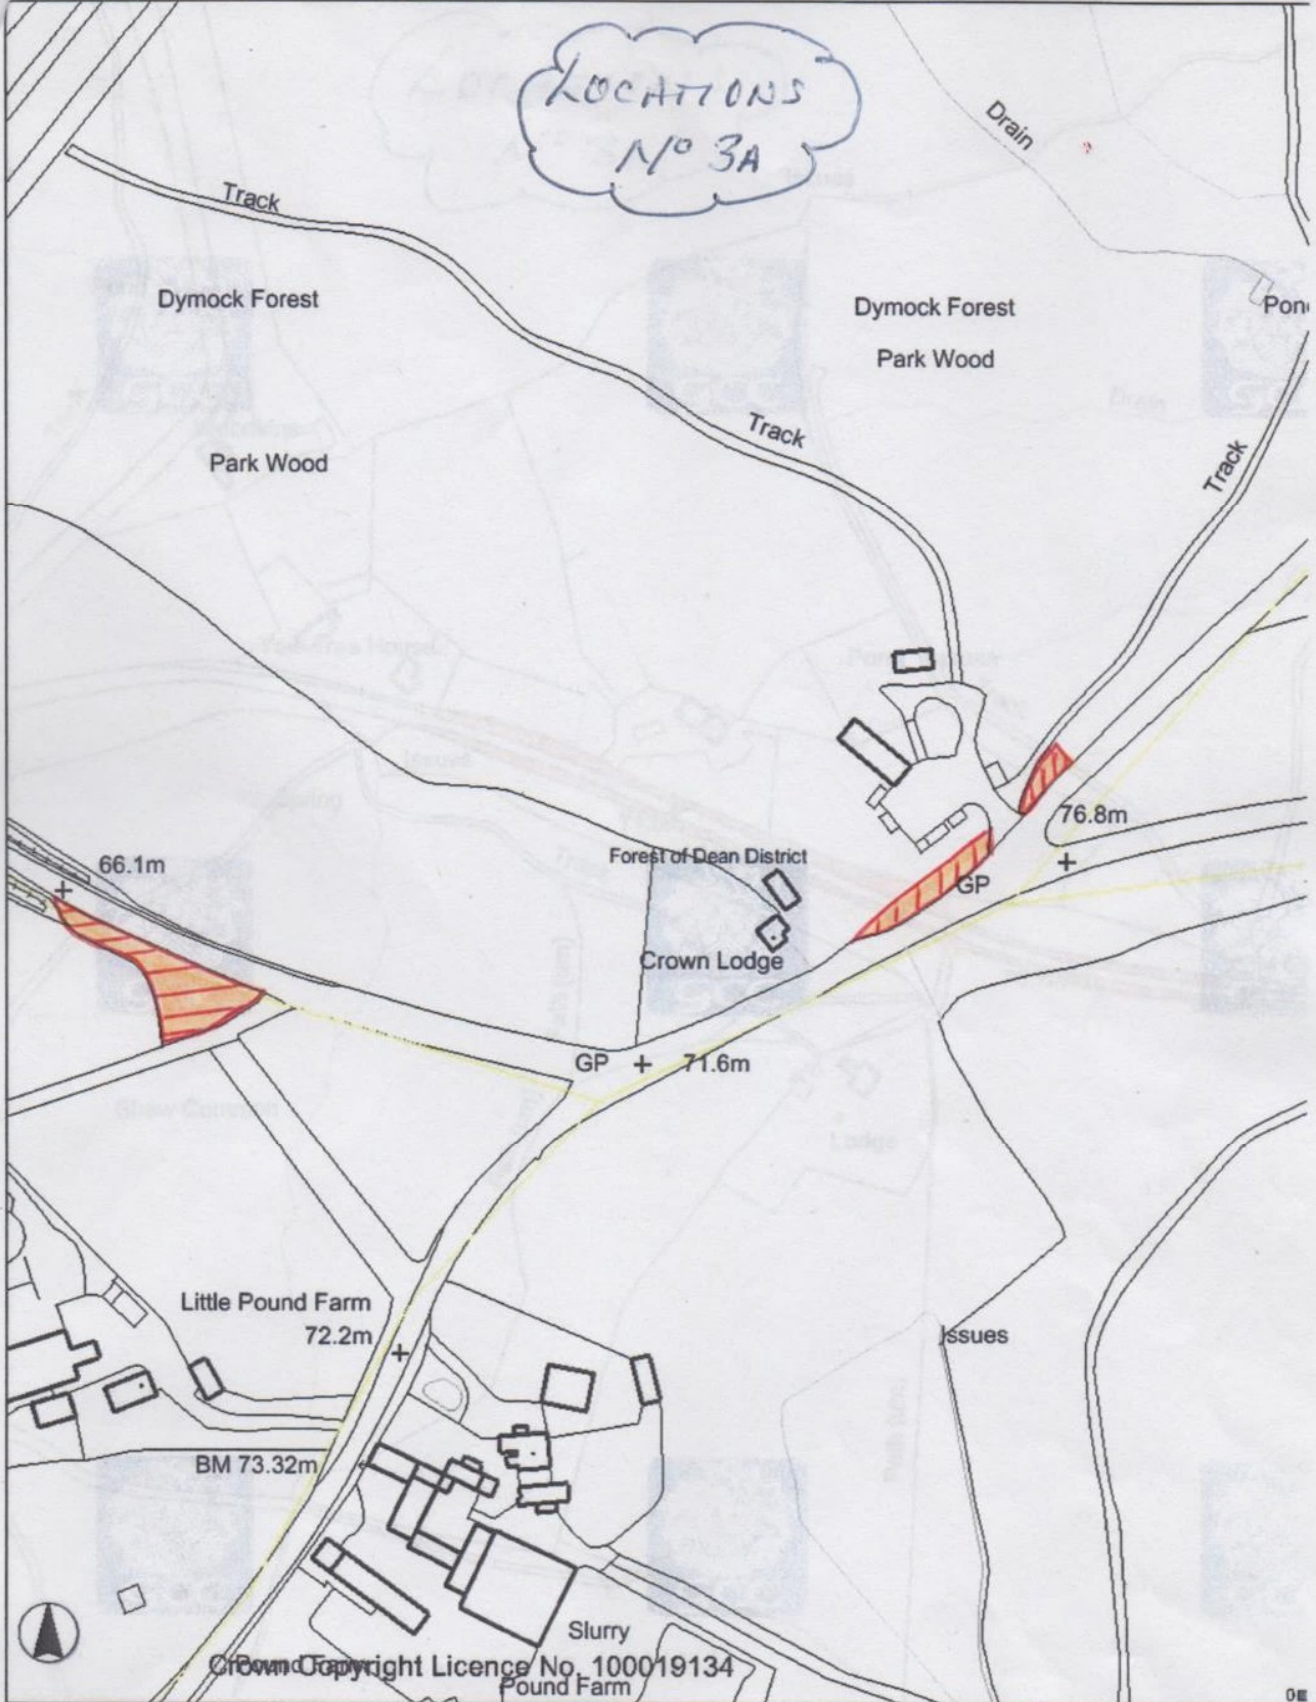 LOCATIONS
Nº 3A
Drain
Track
Dymock Forest
Dymock Forest
Park Wood
Track
Track
Park Wood
76.8m
66.1m
Forest of Dean District
GP
Crown Lodge
GP
71.6m
Little Pound Farm
72.2m
Issues
BM 73.32m
Slurry
Crown Copyright Licence No. 100019134
Pound Farm